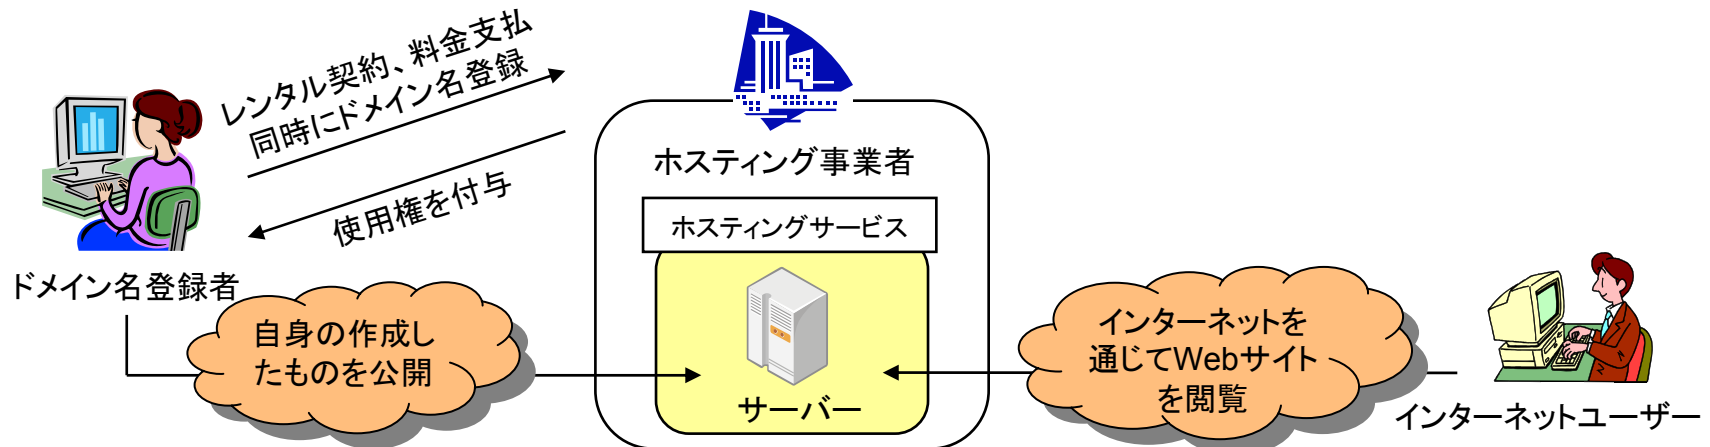 レンタル契約、料金支払
同時にドメイン名登録
使用権を付与
ドメイン名登録者
自身の作成し
たものを公開
ホスティング事業者
ホスティングサービス
サーバー
インターネットを
通じてWebサイト
を閲覧
インターネットユーザー